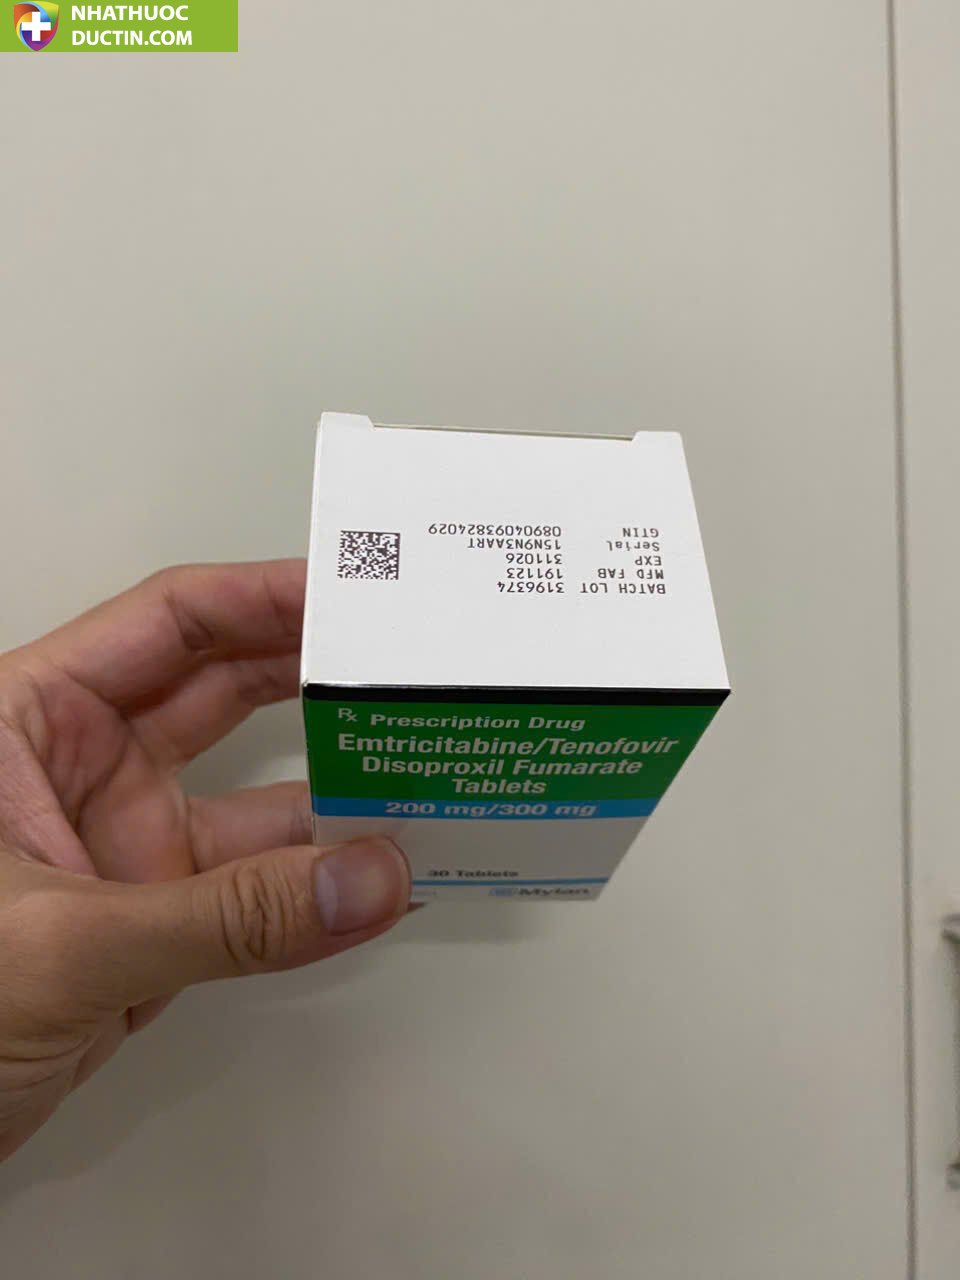 NHATHUOC
DUCTIN.COM
BATCH LOT 3196374
MFD FAB 191123
EXP 311026
Serial 15N9N3AART
GTIN 08904093824029
Rx Prescription Drug
Emtricitabine/Tenofovir
Disoproxil Fumarate
Tablets
200 mg/300 mg
30 Tablets
Mylan